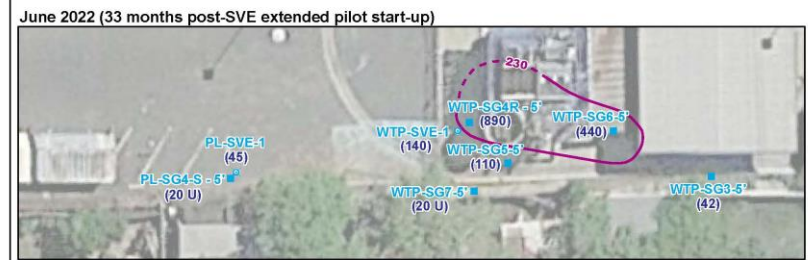 June 2022 (33 months post-SVE extended pilot start-up)
230
WTP-SG4R - 5'
(890)
WTP-SG6-5'
(440)
WTP-SVE-1
(140)
WTP-SG5-5'
(110)
PL-SVE-1
(45)
PL-SG4-S - 5'
(20 U)
WTP-SG7-5'
(20 U)
WTP-SG3-5'
(42)